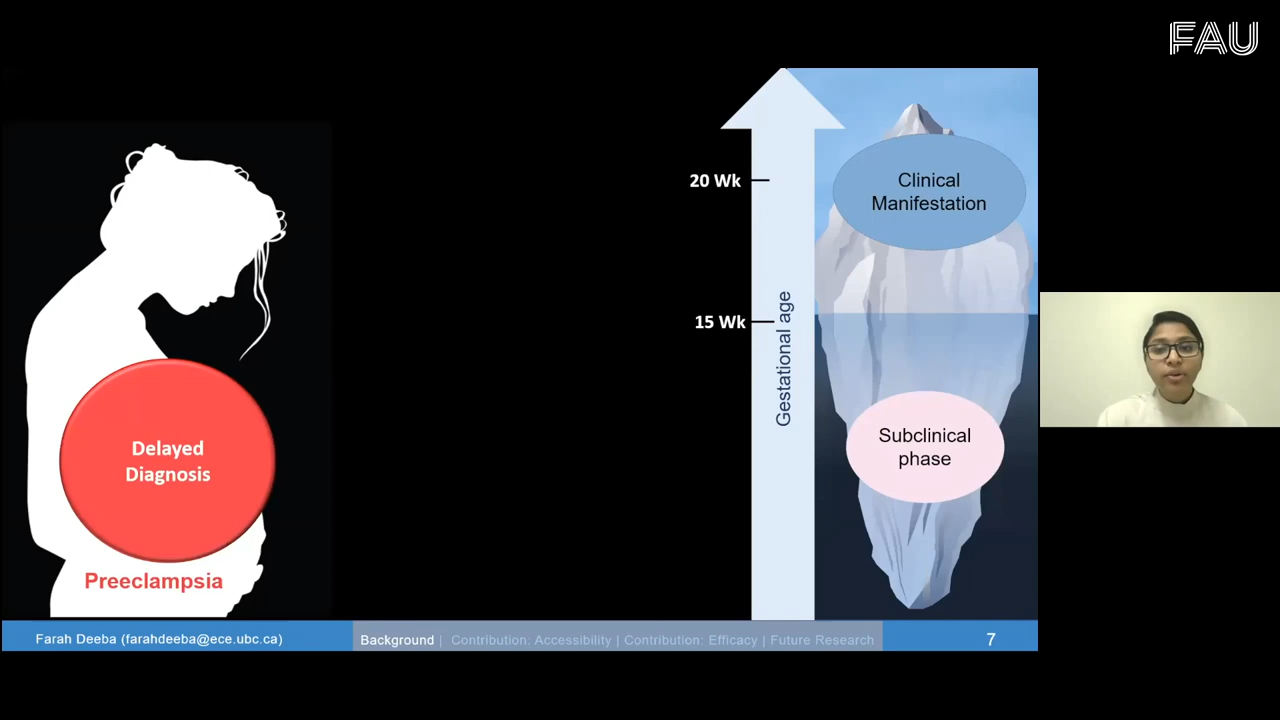 FAU
20 Wk
Clinical
Manifestation
15 Wk
Gestational age
Subclinical
phase
Delayed
Diagnosis
Preeclampsia
Farah Deeba (farahdeeba@ece.ubc.ca)
Background | Contribution: Accessibility | Contribution: Efficacy | Future Research
7